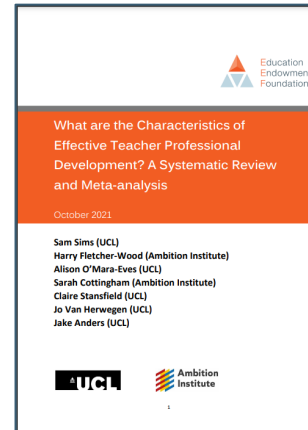 Education
Endowment
Foundation
What are the Characteristics of
Effective Teacher Professional
Development? A Systematic Review
and Meta-analysis
October 2021
Sam Sims (UCL)
Harry Fletcher-Wood (Ambition Institute)
Alison O'Mara-Eves (UCL)
Sarah Cottingham (Ambition Institute)
Claire Stansfield (UCL)
Jo Van Herwegen (UCL)
Jake Anders (UCL)
UCL
Ambition
Institute
1